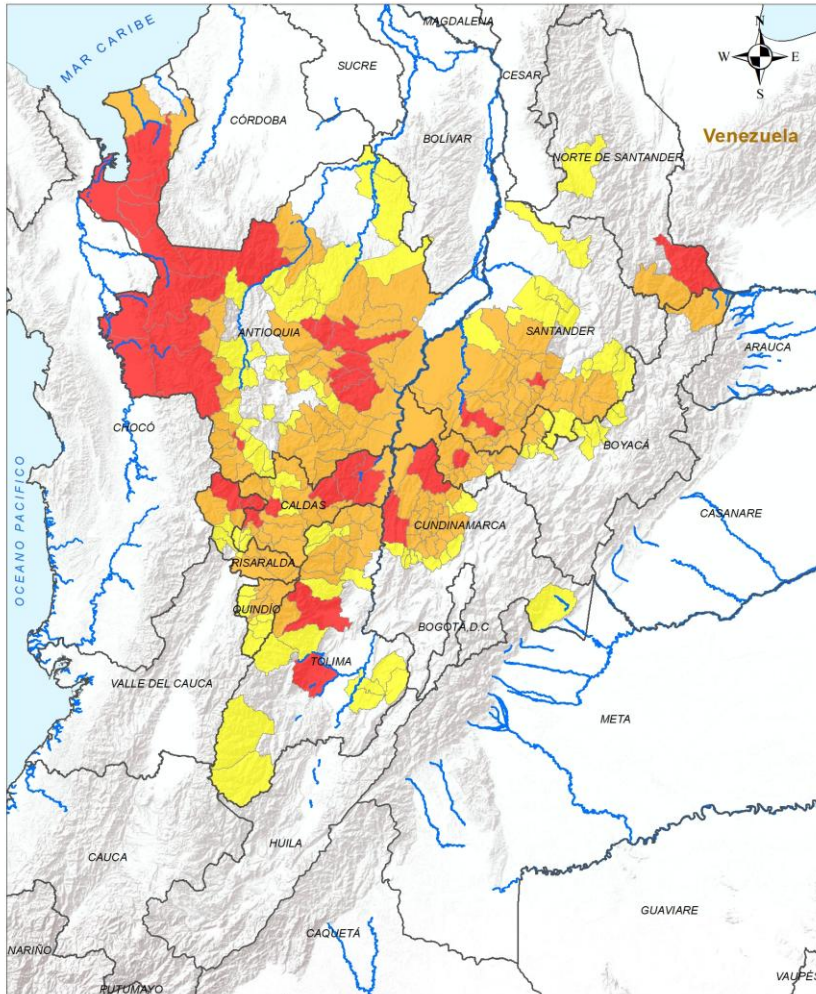 MAGDALENA
MAR CARIBE
N
W
E
S
SUCRE
CESAR
CÓRDOBA
BOLÍVAR
Venezuela
NORTE DE SANTANDER
ANTIOQUIA
SANTANDER
ARAUCA
CHOCÓ
BOYACÁ
OCEANO PACIFICO
CALDAS
CASANARE
CUNDINAMARCA
RISARALDA
QUINDÍO
BOGOTÁ,D.C
TOLIMA
VALLE DEL CAUCA
META
HUILA
CAUCA
GUAVIARE
CAQUETÁ
NARIÑO
VAUPÉS
PUTUMAYO